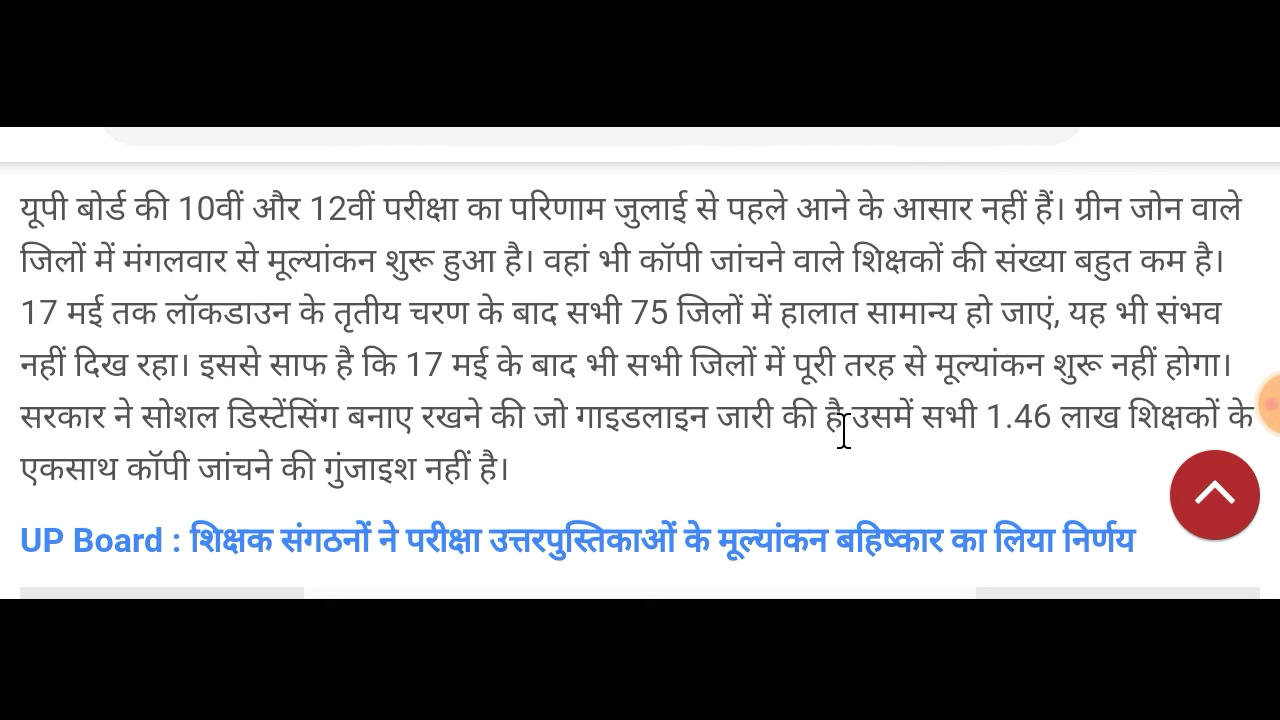 यूपी बोर्ड की 10वीं और 12वीं परीक्षा का परिणाम जुलाई से पहले आने के आसार नहीं हैं। ग्रीन जोन वाले
जिलों में मंगलवार से मूल्यांकन शुरू हुआ है। वहां भी कॉपी जांचने वाले शिक्षकों की संख्या बहुत कम है।
17 मई तक लॉकडाउन के तृतीय चरण के बाद सभी 75 जिलों में हालात सामान्य हो जाएं, यह भी संभव
नहीं दिख रहा। इससे साफ है कि 17 मई के बाद भी सभी जिलों में पूरी तरह से मूल्यांकन शुरू नहीं होगा।
सरकार ने सोशल डिस्टेंसिंग बनाए रखने की जो गाइडलाइन जारी की है उसमें सभी 1.46 लाख शिक्षकों के
एकसाथ कॉपी जांचने की गुंजाइश नहीं है।
UP Board : शिक्षक संगठनों ने परीक्षा उत्तरपुस्तिकाओं के मूल्यांकन बहिष्कार का लिया निर्णय